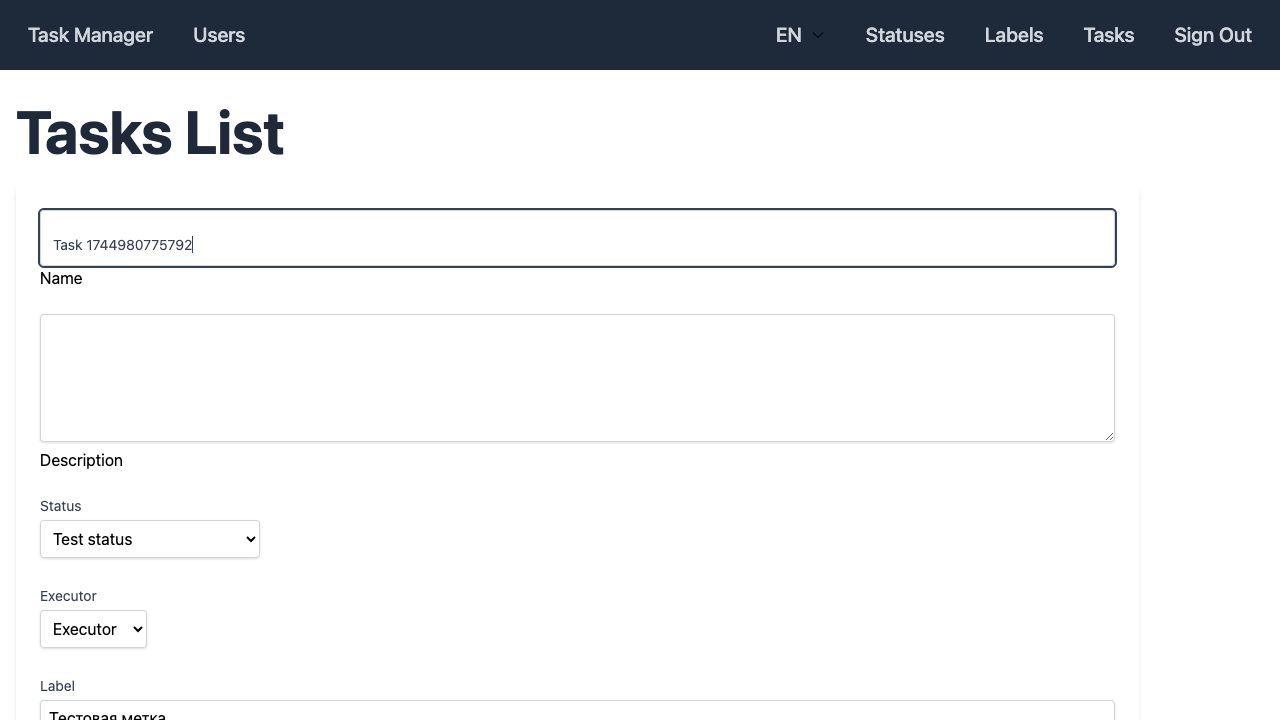 Task Manager Users EN Statuses Labels Tasks Sign Out
Tasks List
Task 1744980775792
Name
Description
Status
Test status
Executor
Executor
Label
Тестовая метка